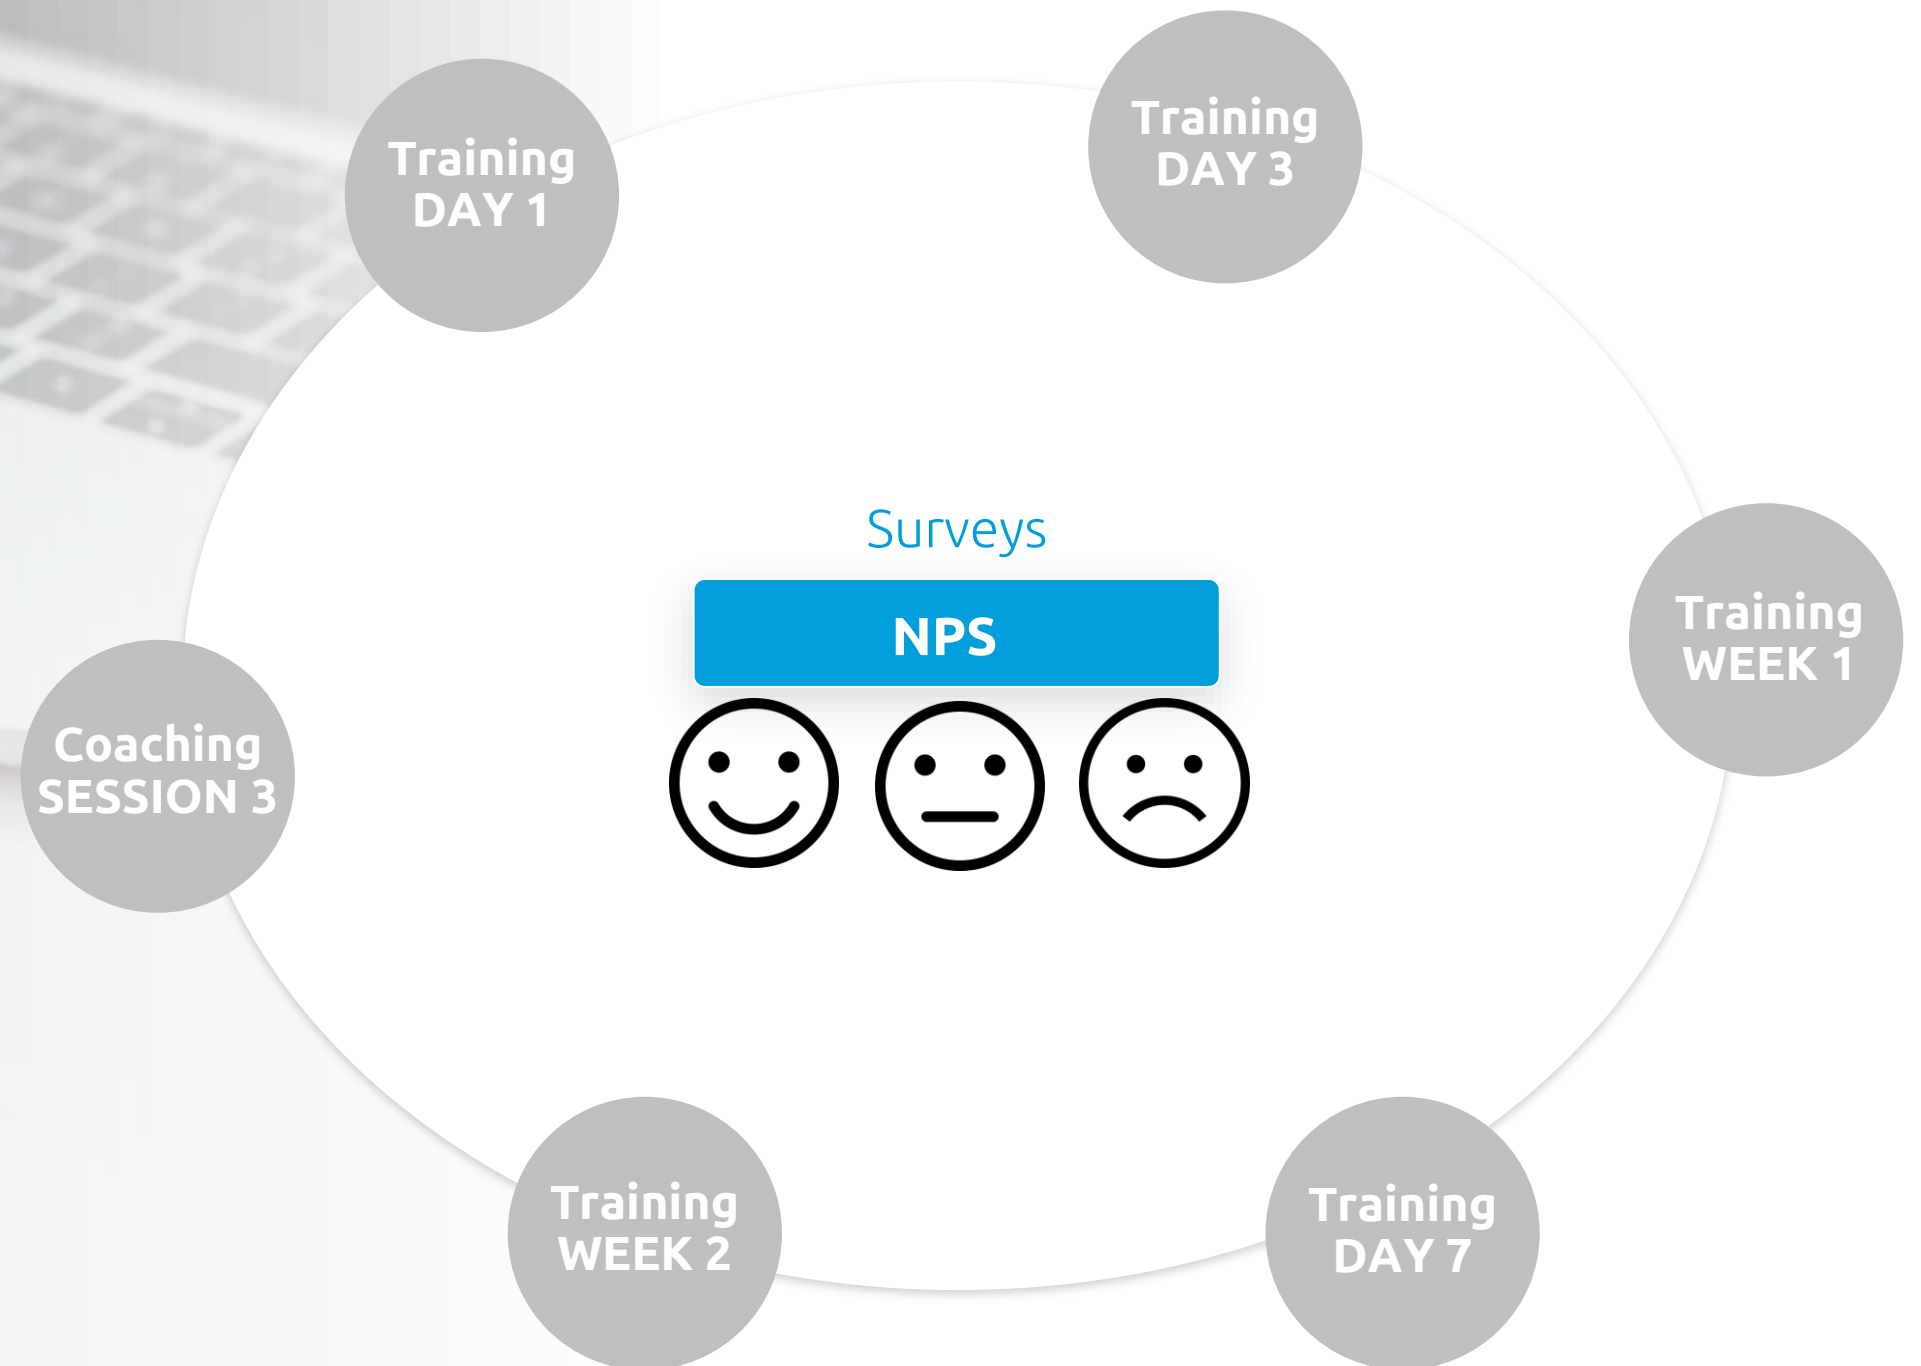 Training
DAY 1
Training
DAY 3
Surveys
NPS
Training
WEEK 1
Coaching
SESSION 3
Training
WEEK 2
Training
DAY 7